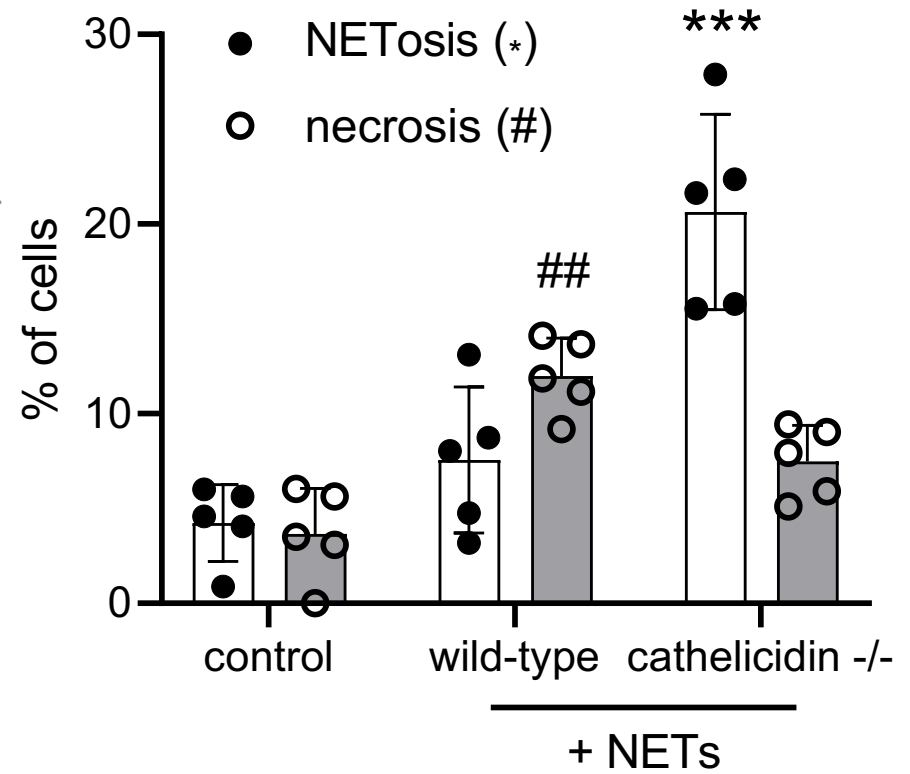 ***
30
NETosis (*)
necrosis (#)
20
##
% of cells
10
0
control wild-type cathelicidin -/-
+ NETs